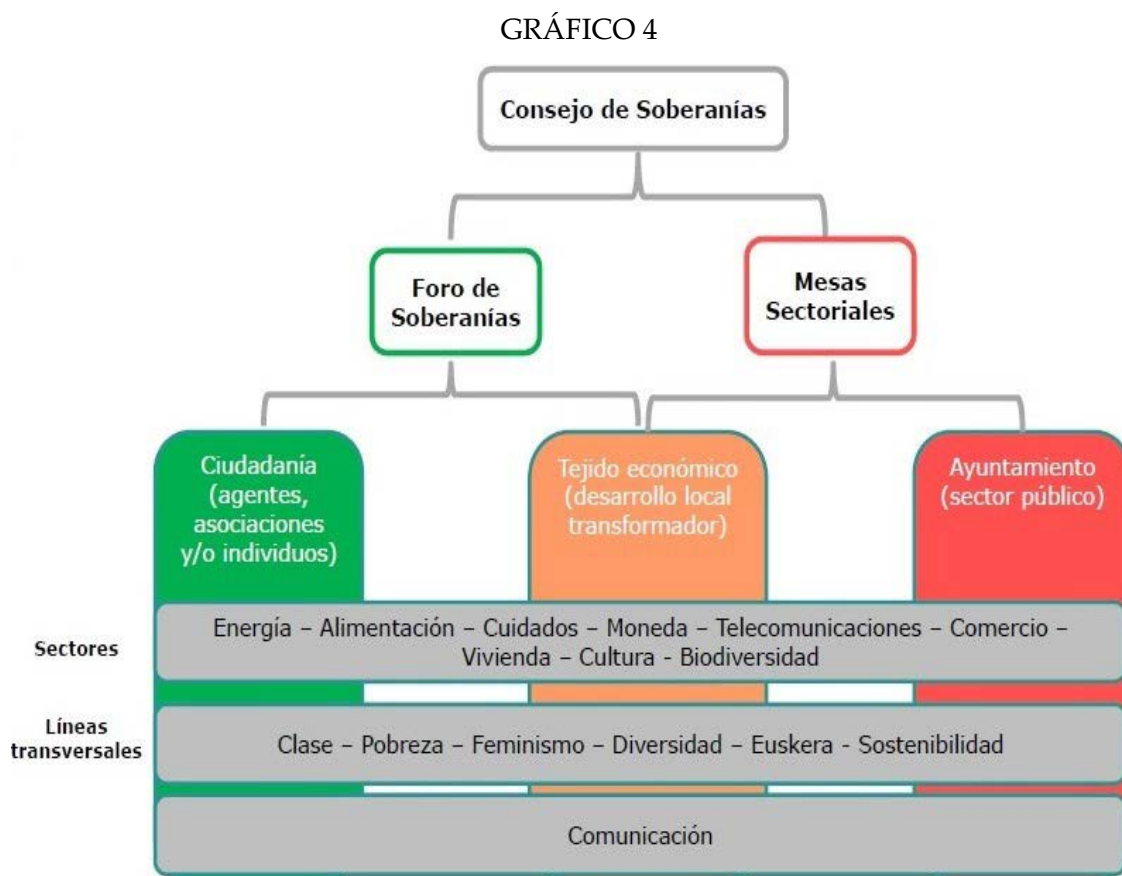 GRÁFICO 4
Consejo de Soberanías
Foro de
Soberanías
Mesas
Sectoriales
Ciudadanía
(agentes,
asociaciones
y/o individuos)
Tejido económico
(desarrollo local
transformador)
Ayuntamiento
(sector público)
Sectores
Energía – Alimentación – Cuidados – Moneda – Telecomunicaciones – Comercio –
Vivienda – Cultura - Biodiversidad
Líneas
transversales
Clase – Pobreza – Feminismo – Diversidad – Euskera - Sostenibilidad
Comunicación